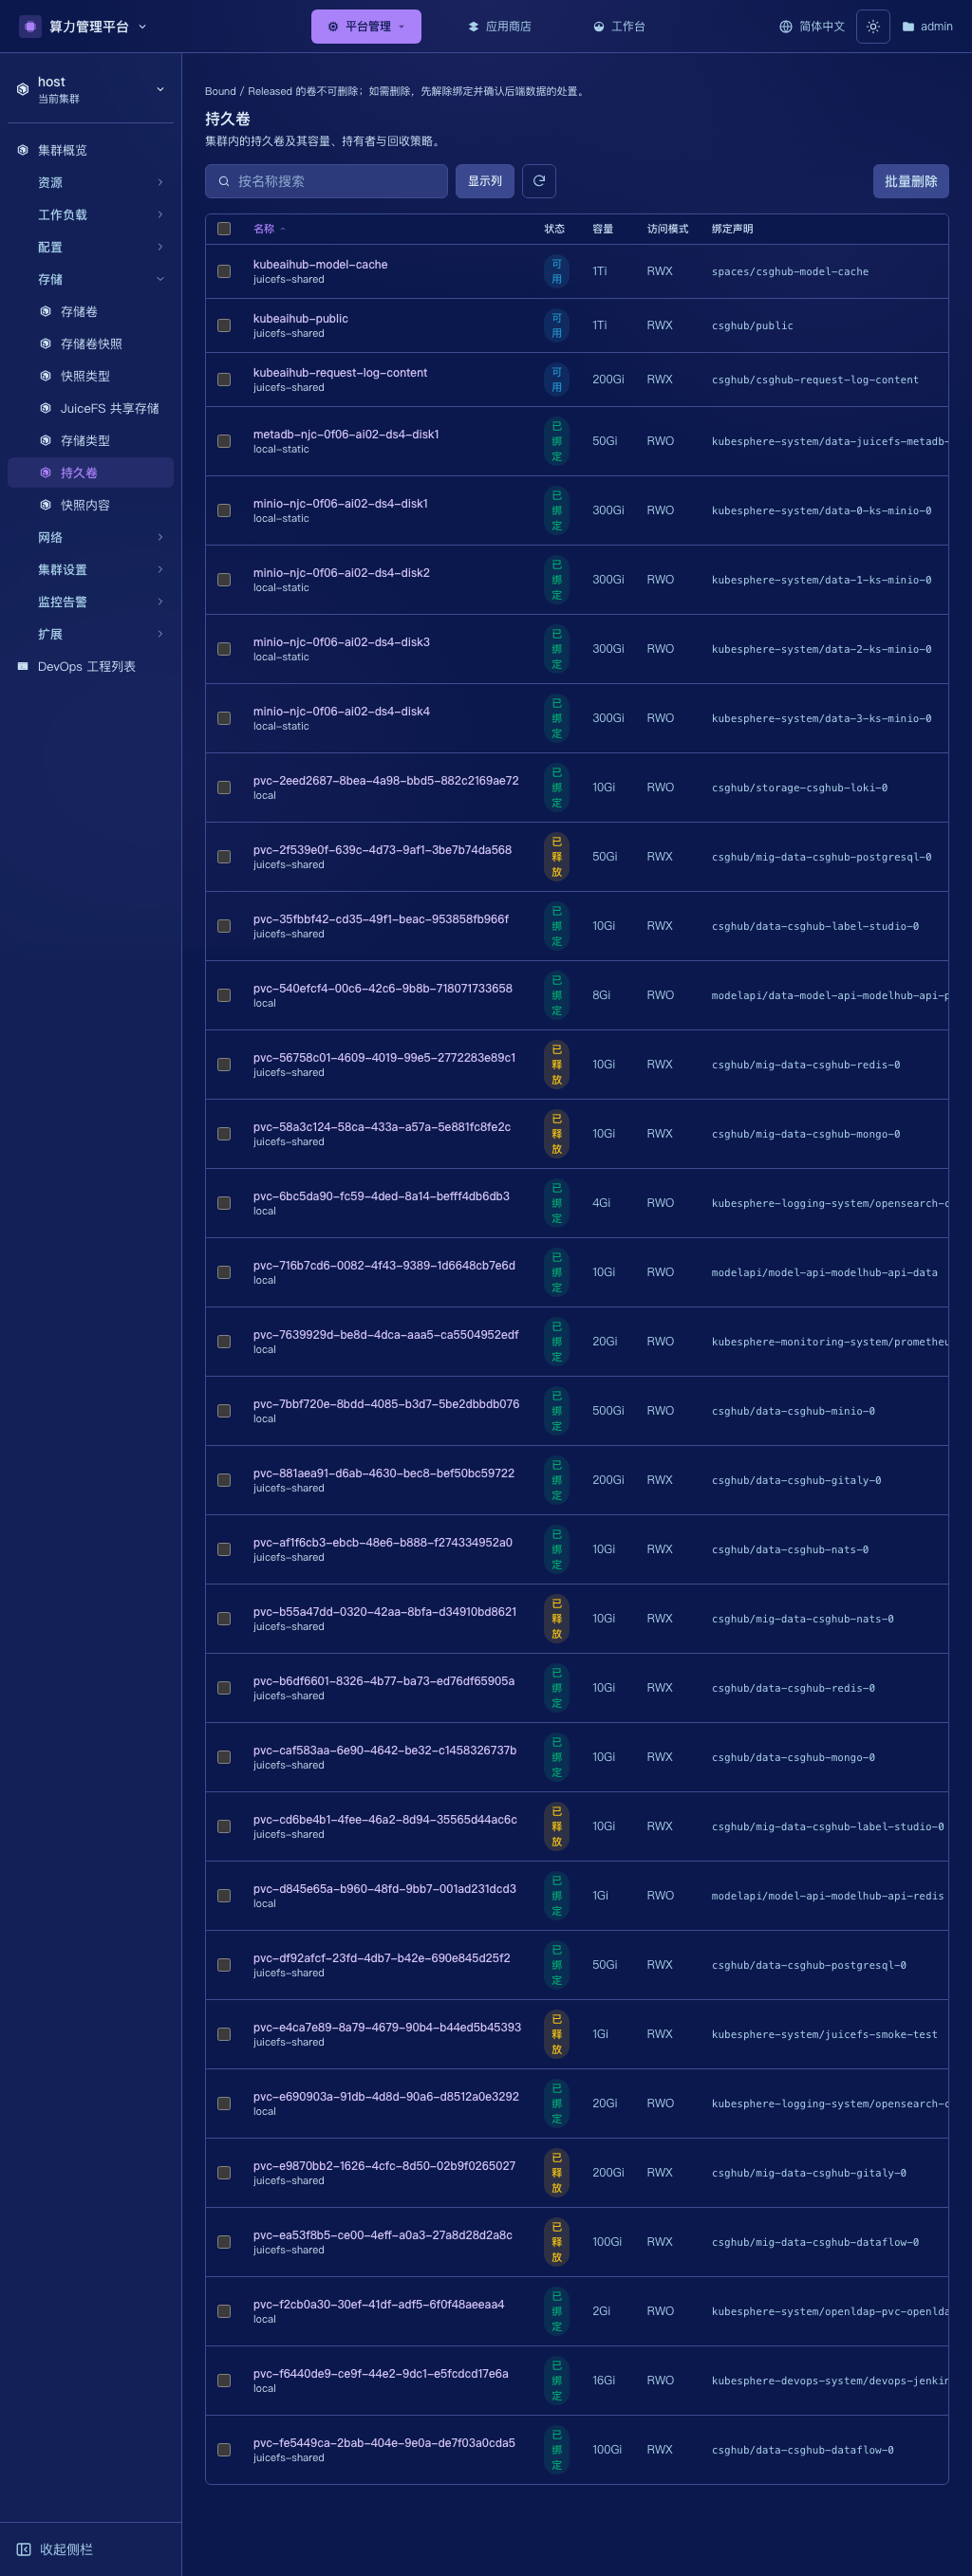 算力管理平台
平台管理
应用商店
工作台
简体中文
admin
host
当前集群
集群概览
资源
工作负载
配置
存储
存储卷
存储卷快照
快照类型
JuiceFS 共享存储
存储类型
持久卷
快照内容
网络
集群设置
监控告警
扩展
DevOps 工程列表
收起侧栏
Bound / Released 的卷不可删除；如需删除，先解除绑定并确认后端数据的处置。
持久卷
集群内的持久卷及其容量、持有者与回收策略。
按名称搜索 显示列 批量删除
名称 状态 容量 访问模式 绑定声明
kubeaihub-model-cache 可用 1Ti RWX spaces/csghub-model-cache
juicefs-shared
kubeaihub-public 可用 1Ti RWX csghub/public
juicefs-shared
kubeaihub-request-log-content 可用 200Gi RWX csghub/csghub-request-log-content
juicefs-shared
metadb-njc-0f06-ai02-ds4-disk1 已绑定 50Gi RWO kubesphere-system/data-juicefs-metadb-
local-static
minio-njc-0f06-ai02-ds4-disk1 已绑定 300Gi RWO kubesphere-system/data-0-ks-minio-0
local-static
minio-njc-0f06-ai02-ds4-disk2 已绑定 300Gi RWO kubesphere-system/data-1-ks-minio-0
local-static
minio-njc-0f06-ai02-ds4-disk3 已绑定 300Gi RWO kubesphere-system/data-2-ks-minio-0
local-static
minio-njc-0f06-ai02-ds4-disk4 已绑定 300Gi RWO kubesphere-system/data-3-ks-minio-0
local-static
pvc-2eed2687-8bea-4a98-bbd5-882c2169ae72 已绑定 10Gi RWO csghub/storage-csghub-loki-0
local
pvc-2f539e0f-639c-4d73-9af1-3be7b74da568 已释放 50Gi RWX csghub/mig-data-csghub-postgresql-0
juicefs-shared
pvc-35fbbf42-cd35-49f1-beac-953858fb966f 已绑定 10Gi RWX csghub/data-csghub-label-studio-0
juicefs-shared
pvc-540efcf4-00c6-42c6-9b8b-718071733658 已绑定 8Gi RWO modelapi/data-model-api-modelhub-api-p
local
pvc-56758c01-4609-4019-99e5-2772283e89c1 已释放 10Gi RWX csghub/mig-data-csghub-redis-0
juicefs-shared
pvc-58a3c124-58ca-433a-a57a-5e881fc8fe2c 已释放 10Gi RWX csghub/mig-data-csghub-mongo-0
juicefs-shared
pvc-6bc5da90-fc59-4ded-8a14-befff4db6db3 已绑定 4Gi RWO kubesphere-logging-system/opensearch-c
local
pvc-716b7cd6-0082-4f43-9389-1d6648cb7e6d 已绑定 10Gi RWO modelapi/model-api-modelhub-api-data
local
pvc-7639929d-be8d-4dca-aaa5-ca5504952edf 已绑定 20Gi RWO kubesphere-monitoring-system/prometheu
local
pvc-7bbf720e-8bdd-4085-b3d7-5be2dbbdb076 已绑定 500Gi RWO csghub/data-csghub-minio-0
local
pvc-881aea91-d6ab-4630-bec8-bef50bc59722 已绑定 200Gi RWX csghub/data-csghub-gitaly-0
juicefs-shared
pvc-af1f6cb3-ebcb-48e6-b888-f274334952a0 已绑定 10Gi RWX csghub/data-csghub-nats-0
juicefs-shared
pvc-b55a47dd-0320-42aa-8bfa-d34910bd8621 已释放 10Gi RWX csghub/mig-data-csghub-nats-0
juicefs-shared
pvc-b6df6601-8326-4b77-ba73-ed76df65905a 已绑定 10Gi RWX csghub/data-csghub-redis-0
juicefs-shared
pvc-caf583aa-6e90-4642-be32-c1458326737b 已绑定 10Gi RWX csghub/data-csghub-mongo-0
juicefs-shared
pvc-cd6be4b1-4fee-46a2-8d94-35565d44ac6c 已释放 10Gi RWX csghub/mig-data-csghub-label-studio-0
juicefs-shared
pvc-d845e65a-b960-48fd-9bb7-001ad231dcd3 已绑定 1Gi RWO modelapi/model-api-modelhub-api-redis
local
pvc-df92afcf-23fd-4db7-b42e-690e845d25f2 已绑定 50Gi RWX csghub/data-csghub-postgresql-0
juicefs-shared
pvc-e4ca7e89-8a79-4679-90b4-b44ed5b45393 已释放 1Gi RWX kubesphere-system/juicefs-smoke-test
juicefs-shared
pvc-e690903a-91db-4d8d-90a6-d8512a0e3292 已绑定 20Gi RWO kubesphere-logging-system/opensearch-c
local
pvc-e9870bb2-1626-4cfc-8d50-02b9f0265027 已释放 200Gi RWX csghub/mig-data-csghub-gitaly-0
juicefs-shared
pvc-ea53f8b5-ce00-4eff-a0a3-27a8d28d2a8c 已释放 100Gi RWX csghub/mig-data-csghub-dataflow-0
juicefs-shared
pvc-f2cb0a30-30ef-41df-adf5-6f0f48aeeaa4 已绑定 2Gi RWO kubesphere-system/openldap-pvc-openlda
local
pvc-f6440de9-ce9f-44e2-9dc1-e5fcdcd17e6a 已绑定 16Gi RWO kubesphere-devops-system/devops-jenkin
local
pvc-fe5449ca-2bab-404e-9e0a-de7f03a0cda5 已绑定 100Gi RWX csghub/data-csghub-dataflow-0
juicefs-shared